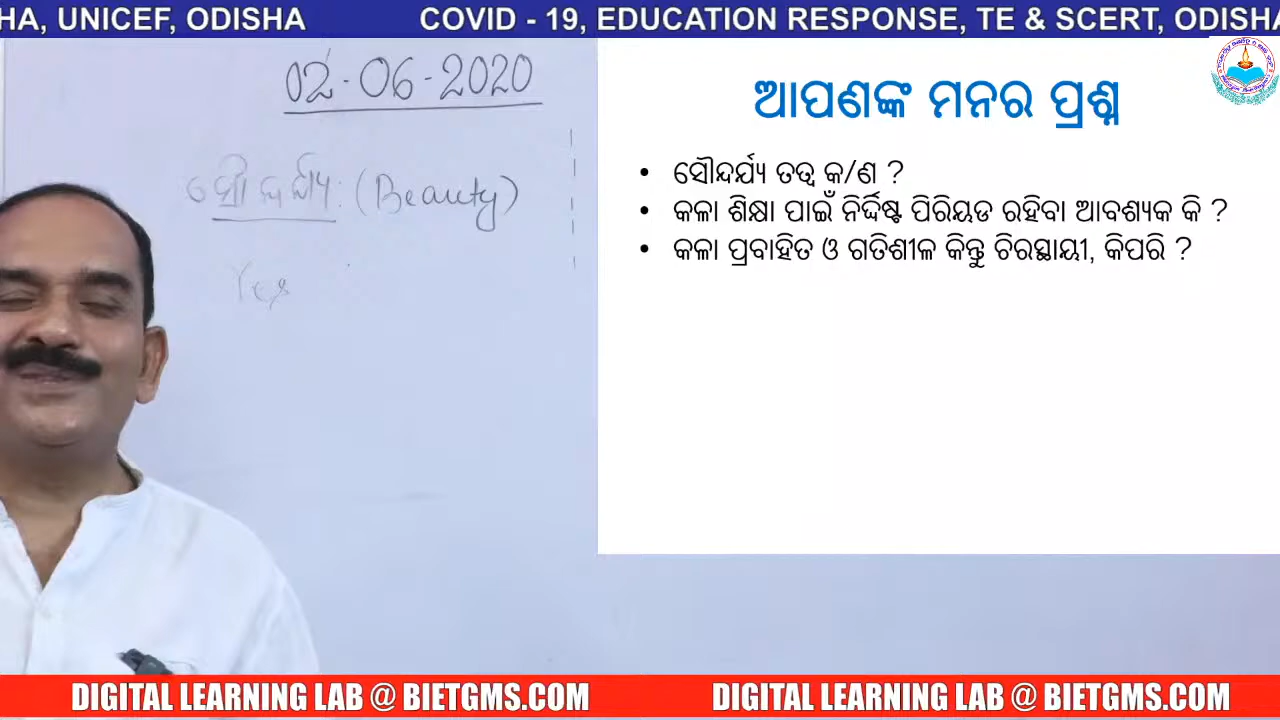 HA, UNICEF, ODISHA COVID - 19, EDUCATION RESPONSE, TE & SCERT, ODISHA
02-06-2020
ସୌନ୍ଦର୍ଯ୍ୟ : (Beauty)
Yes
ଆପଣଙ୍କ ମନର ପ୍ରଶ୍ନ
• ସୌନ୍ଦର୍ଯ୍ୟ ତତ୍ତ୍ୱ କ/ଣ ?
• କଳା ଶିକ୍ଷା ପାଇଁ ନିର୍ଦ୍ଦିଷ୍ଟ ପିରିୟଡ ରହିବା ଆବଶ୍ୟକ କି ?
• କଳା ପ୍ରବାହିତ ଓ ଗତିଶୀଳ କିନ୍ତୁ ଚିରସ୍ଥାୟୀ, କିପରି ?
DIGITAL LEARNING LAB @ BIETGMS.COM DIGITAL LEARNING LAB @ BIETGMS.COM